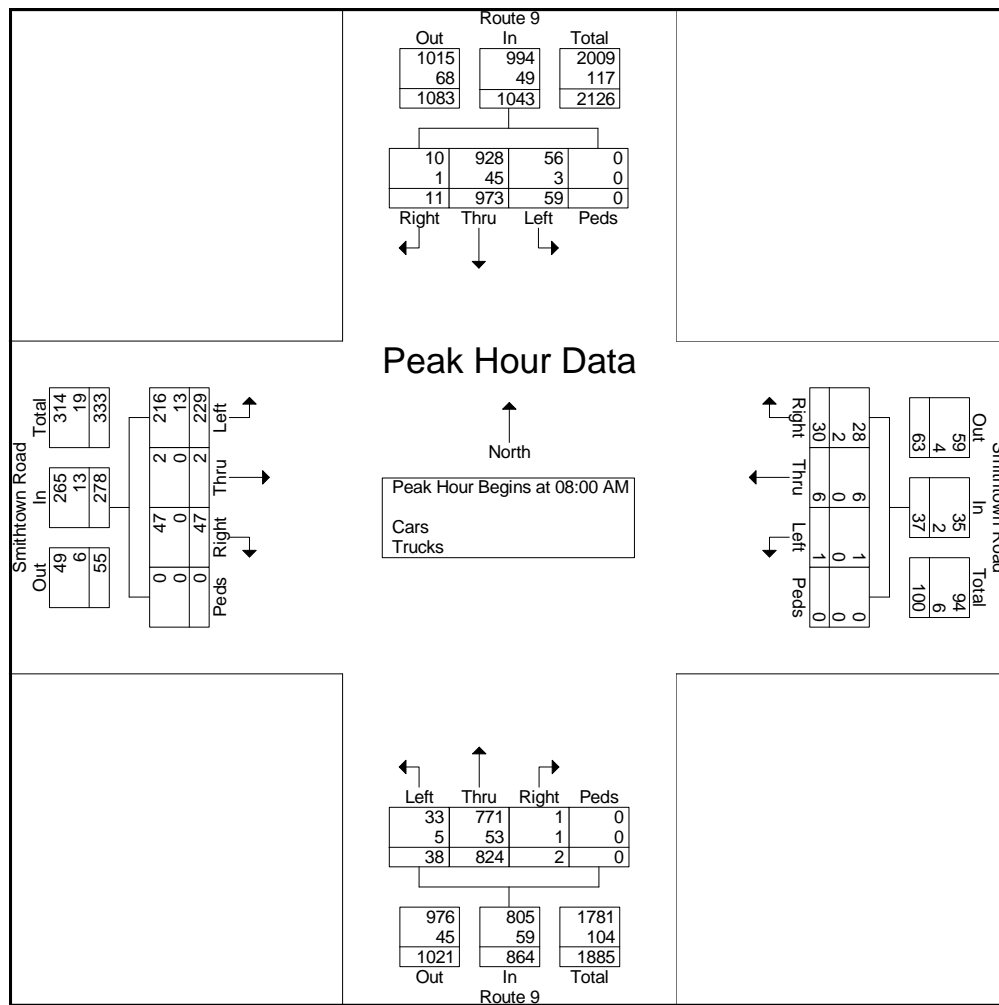 Route 9
Out In Total
1015 994 2009
68 49 117
1083 1043 2126
10 928 56 0
1 45 3 0
11 973 59 0
Right Thru Left Peds
Peak Hour Data
North
Peak Hour Begins at 08:00 AM
Cars
Trucks
Smithtown Road
Out In Total
49 265 314
6 13 19
55 278 333
Left Thru Right Peds
216 2 47 0
13 0 0 0
229 2 47 0
Smithtown Road
Out In Total
59 35 94
4 2 6
63 37 100
Right Thru Left Peds
28 6 1 0
2 0 0 0
30 6 1 0
Left Thru Right Peds
33 771 1 0
5 53 1 0
38 824 2 0
976 805 1781
45 59 104
1021 864 1885
Out In Total
Route 9